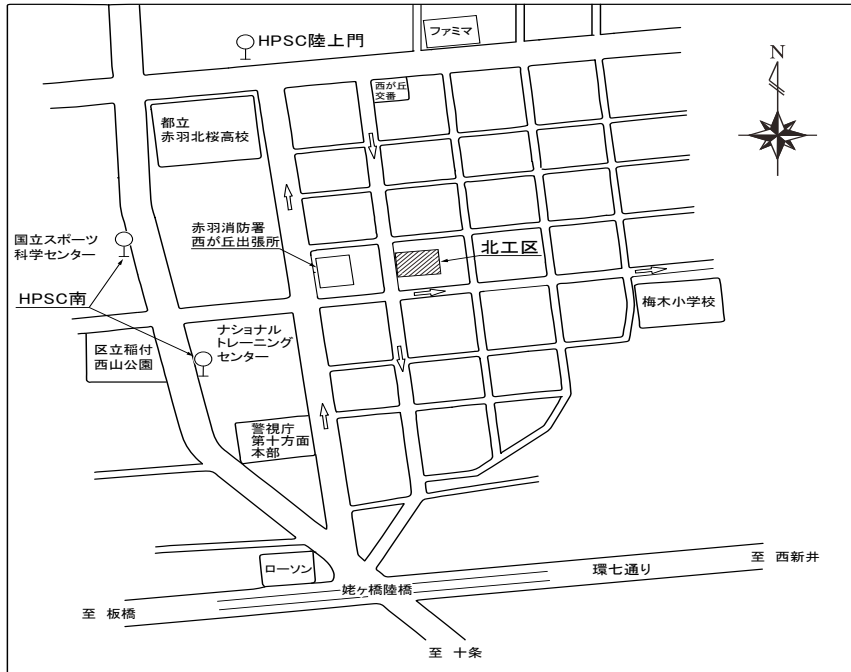 HPSC陸上門
ファミマ
N
西が丘
交番
都立
赤羽北桜高校
赤羽消防署
西が丘出張所
北工区
国立スポーツ
科学センター
HPSC南
梅木小学校
ナショナル
トレーニング
センター
区立稲付
西山公園
警視庁
第十方面
本部
ローソン
姥ヶ橋陸橋
環七通り
至 西新井
至 板橋
至 十条